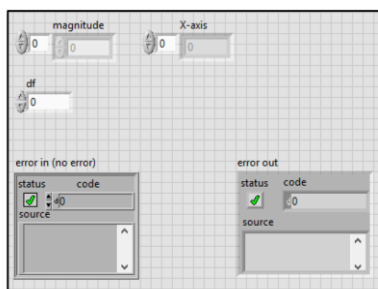 magnitude X-axis
0 0 0 0
df
0
error in (no error) error out
status code status code
0 0
source source